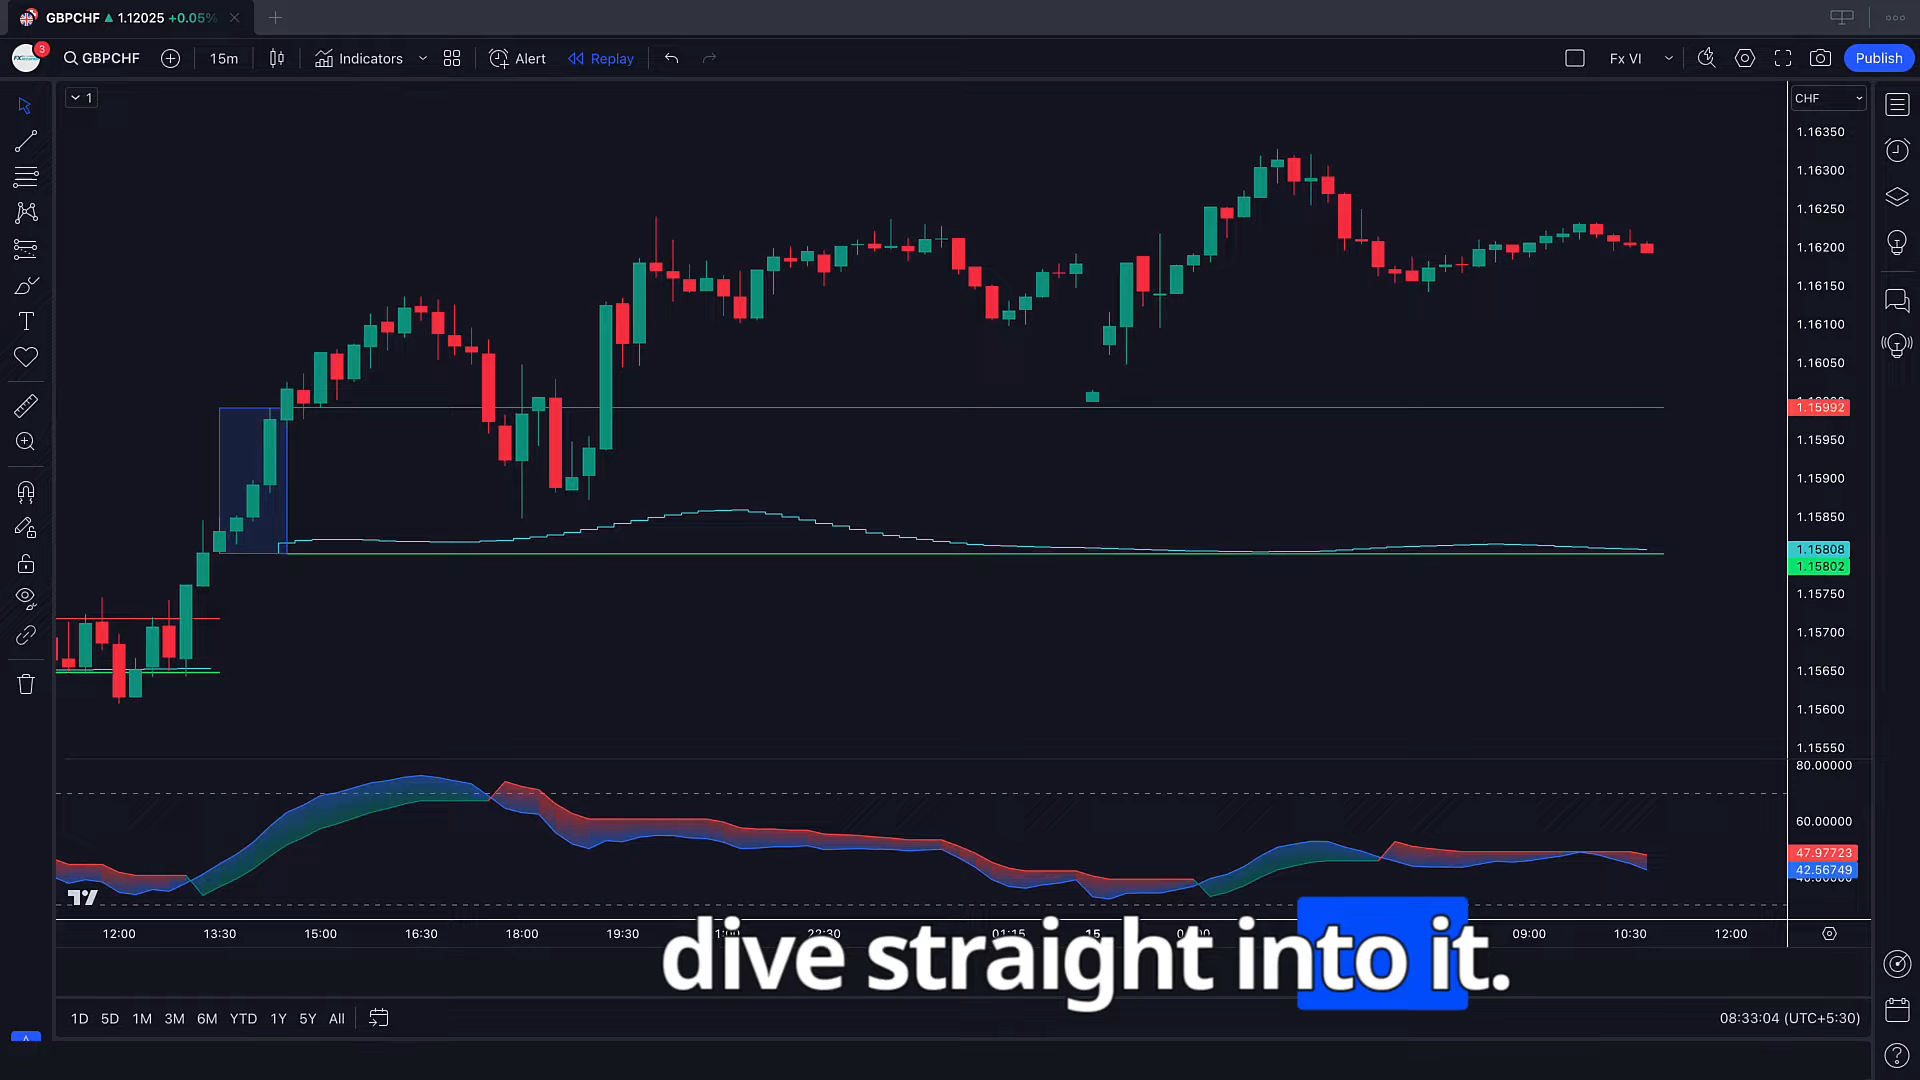 GBPCHF ▲ 1.12025 +0.05%
3
GBPCHF
15m
Indicators
Alert
Replay
Fx VI
Publish
1
CHF
1.16350
1.16300
1.16250
1.16200
1.16150
1.16100
1.16050
1.15992
1.15950
1.15900
1.15850
1.15808
1.15802
1.15750
1.15700
1.15650
1.15600
1.15550
80.00000
60.00000
47.97723
42.56749
12:00
13:30
15:00
16:30
18:00
19:30
01:15
15
09:00
10:30
12:00
dive straight into it.
1D 5D 1M 3M 6M YTD 1Y 5Y All
08:33:04 (UTC+5:30)